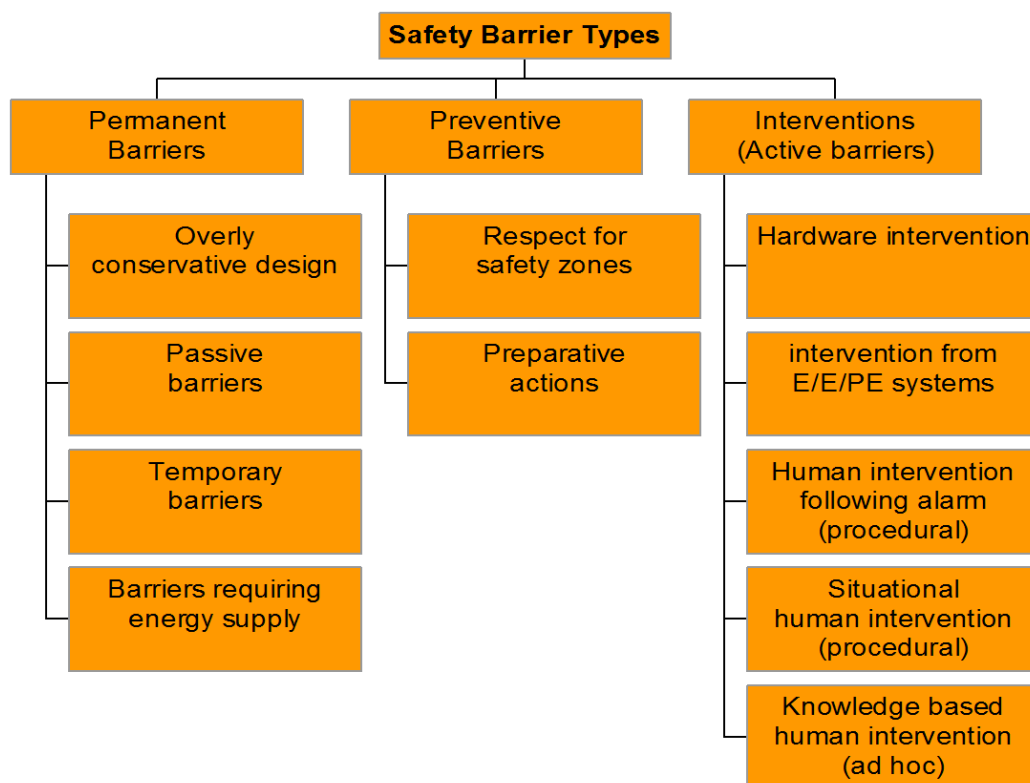 Safety Barrier Types
Permanent
Barriers
Overly
conservative design
Passive
barriers
Temporary
barriers
Barriers requiring
energy supply
Preventive
Barriers
Respect for
safety zones
Preparative
actions
Interventions
(Active barriers)
Hardware intervention
intervention from
E/E/PE systems
Human intervention
following alarm
(procedural)
Situational
human intervention
(procedural)
Knowledge based
human intervention
(ad hoc)